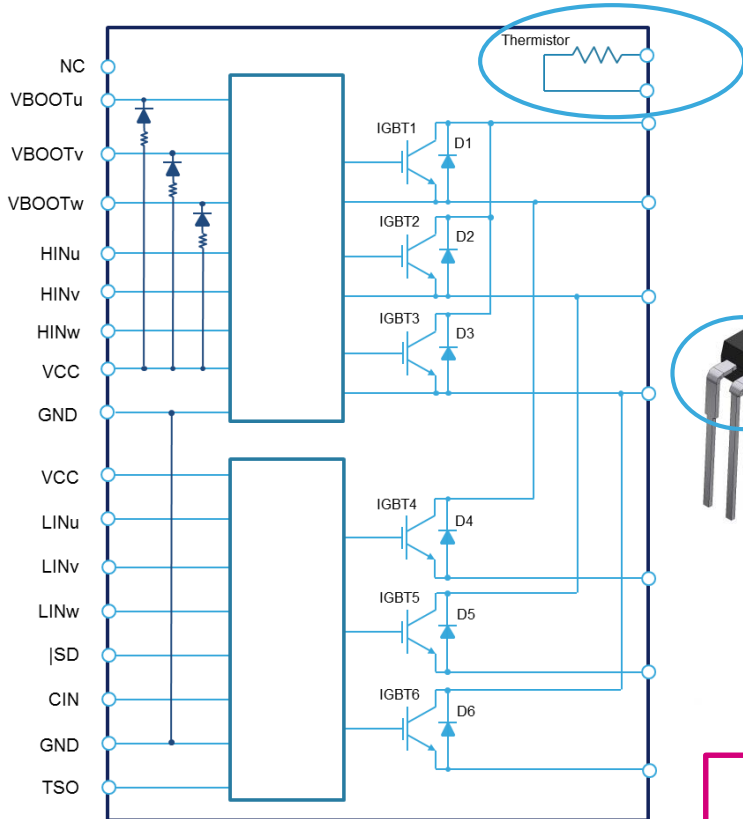 Thermistor
NC
VBOOTu
VBOOTv
VBOOTw
HINu
HINv
HINw
VCC
GND
VCC
LINu
LINv
LINw
|SD
CIN
GND
TSO
IGBT1
D1
IGBT2
D2
IGBT3
D3
IGBT4
D4
IGBT5
D5
IGBT6
D6